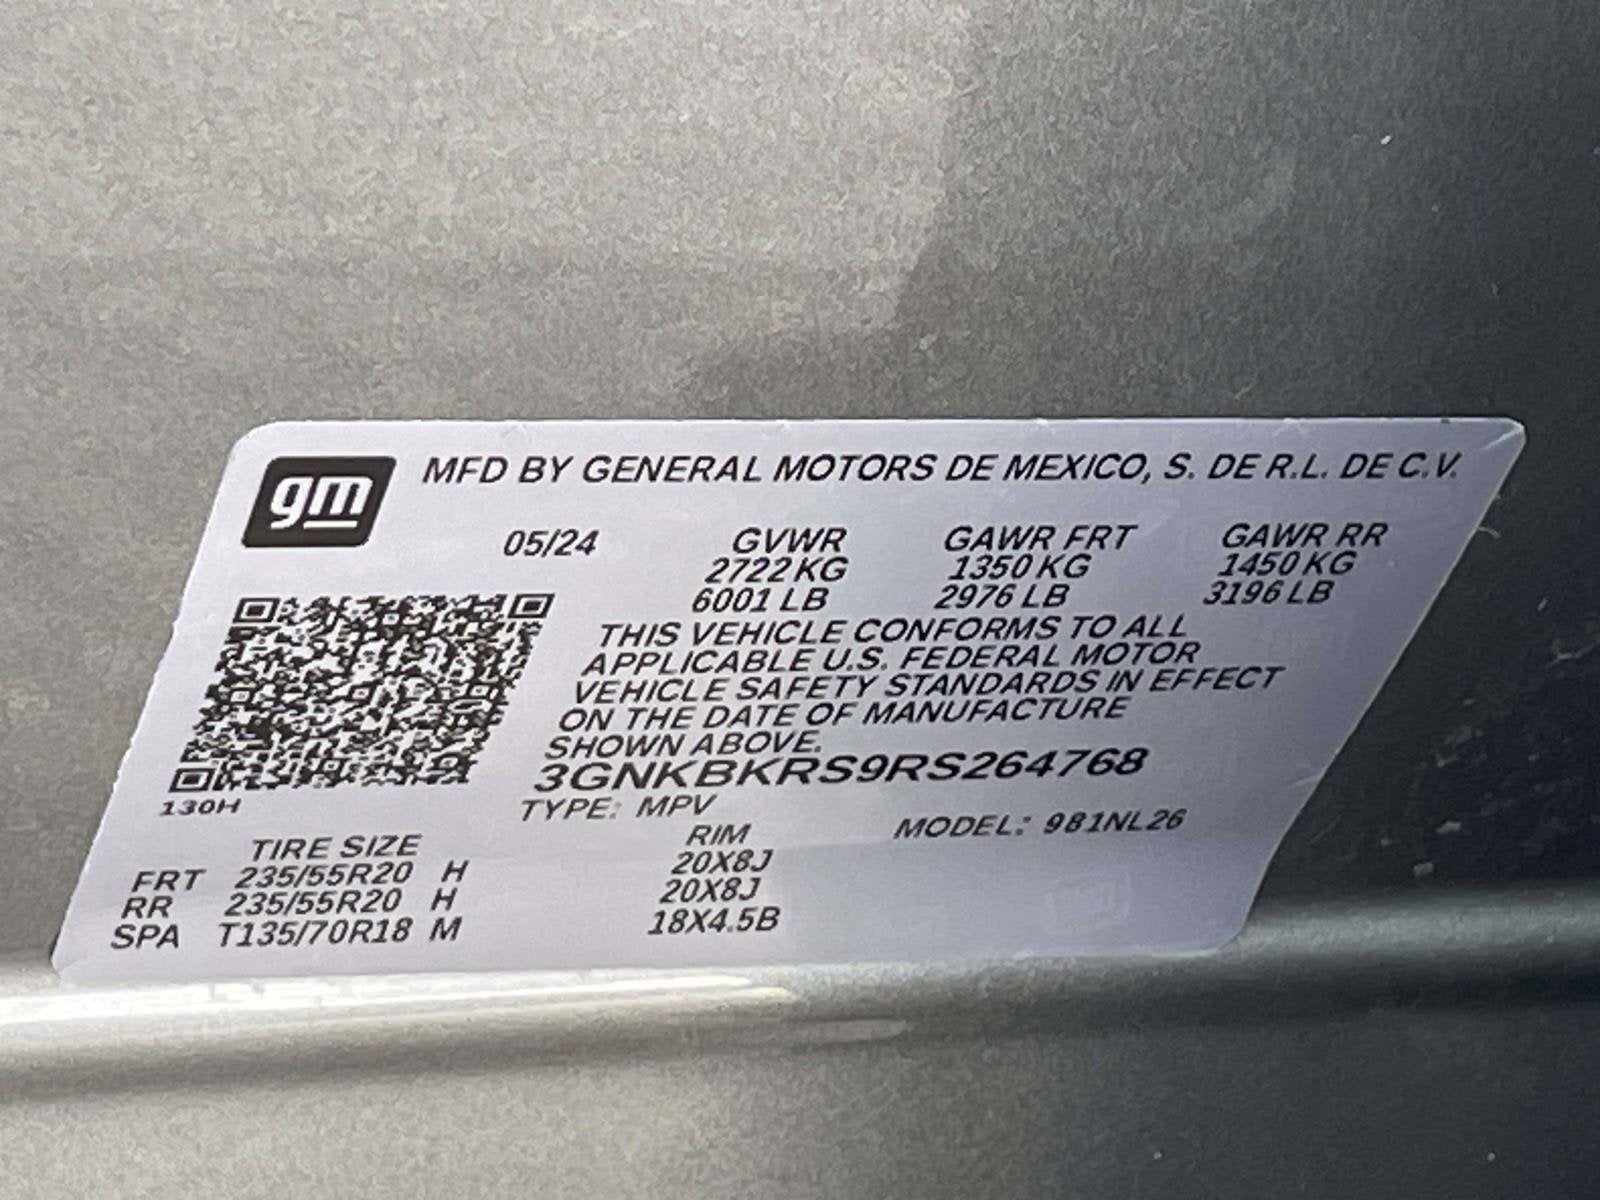 gm
MFD BY GENERAL MOTORS DE MEXICO, S. DE R.L. DE C.V.
05/24 GVWR GAWR FRT GAWR RR
2722 KG 1350 KG 1450 KG
6001 LB 2976 LB 3196 LB
THIS VEHICLE CONFORMS TO ALL
APPLICABLE U.S. FEDERAL MOTOR
VEHICLE SAFETY STANDARDS IN EFFECT
ON THE DATE OF MANUFACTURE
SHOWN ABOVE.
3GNKBKRS9RS264768
130H
TYPE: MPV
MODEL: 981NL26
TIRE SIZE RIM
FRT 235/55R20 H 20X8J
RR 235/55R20 H 20X8J
SPA T135/70R18 M 18X4.5B